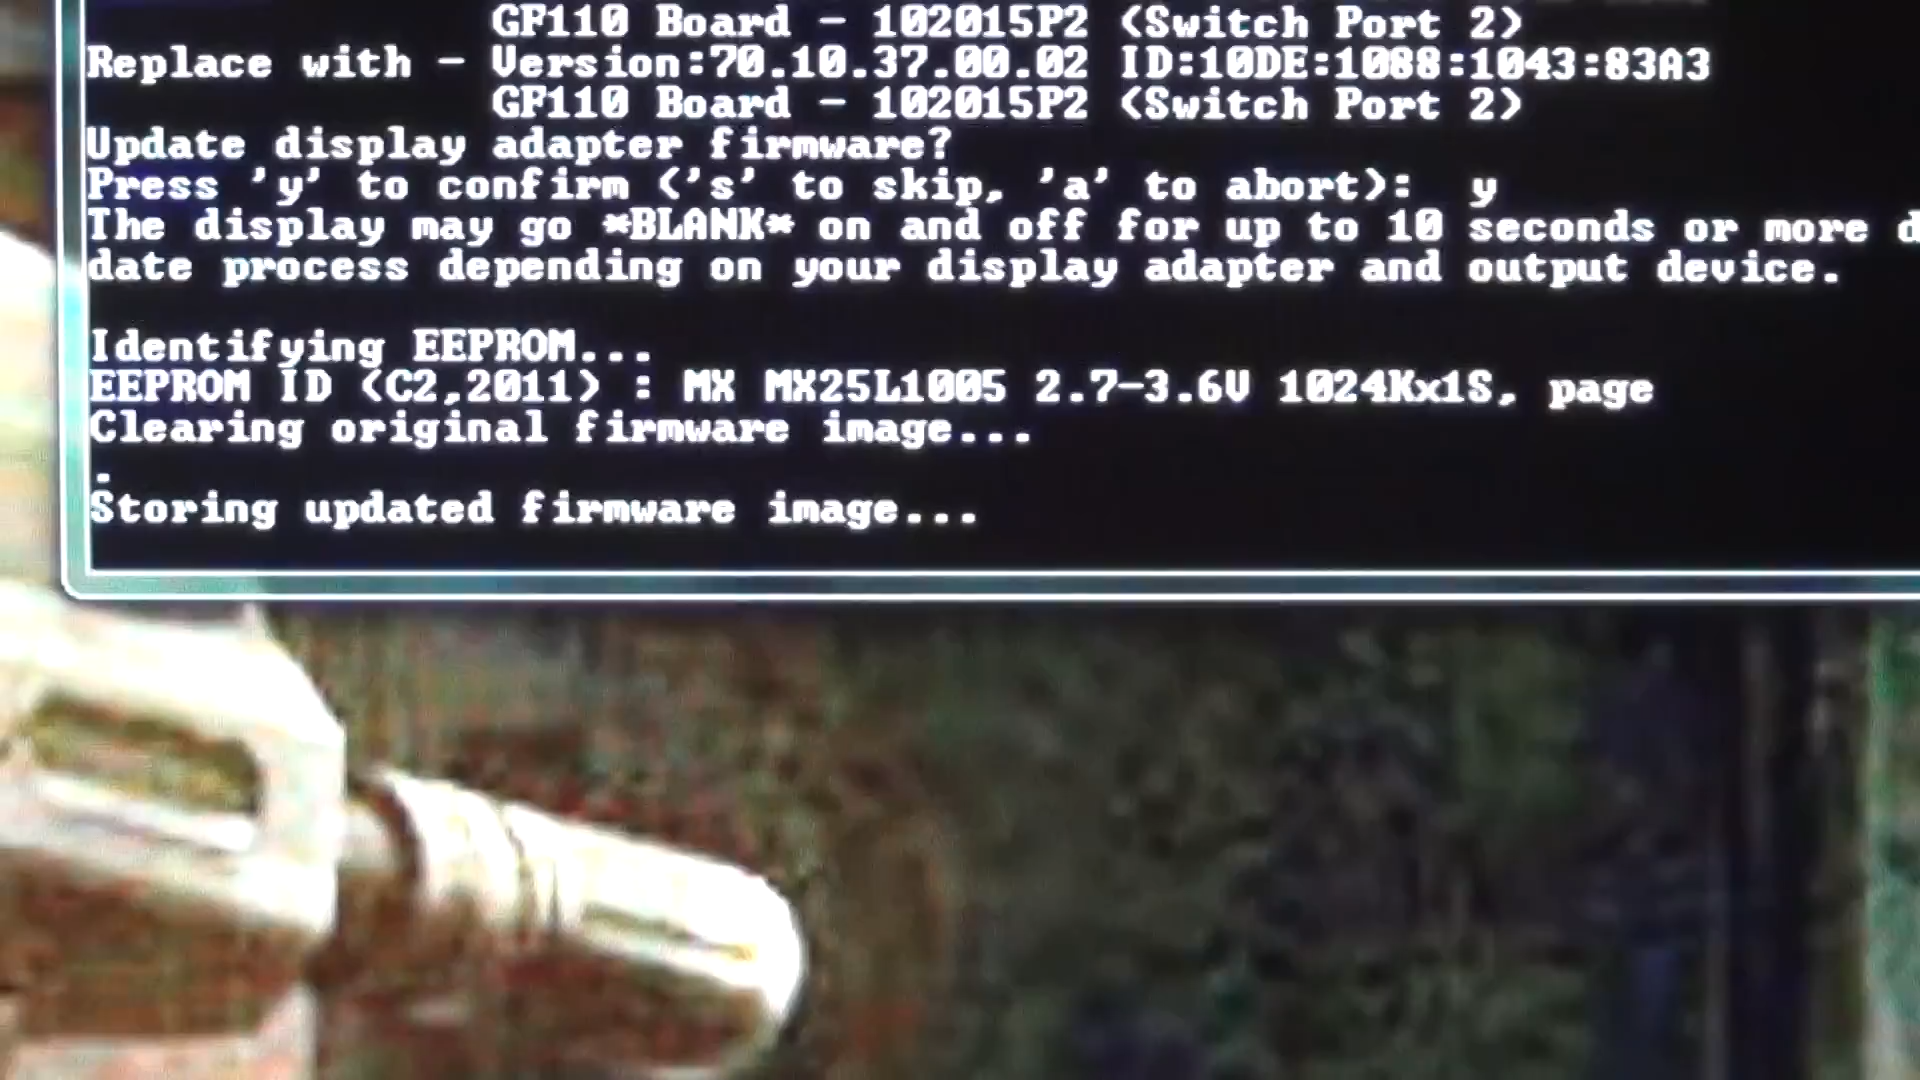 GF110 Board - 102015P2 (Switch Port 2)
Replace with - Version:70.10.37.00.02 ID:10DE:1088:1043:83A3
GF110 Board - 102015P2 (Switch Port 2)
Update display adapter firmware?
Press 'y' to confirm ('s' to skip, 'a' to abort):  y
The display may go *BLANK* on and off for up to 10 seconds or more d
date process depending on your display adapter and output device.
Identifying EEPROM...
EEPROM ID (C2,2011) : MX MX25L1005 2.7-3.6V 1024Kx1S, page
Clearing original firmware image...
.
Storing updated firmware image...